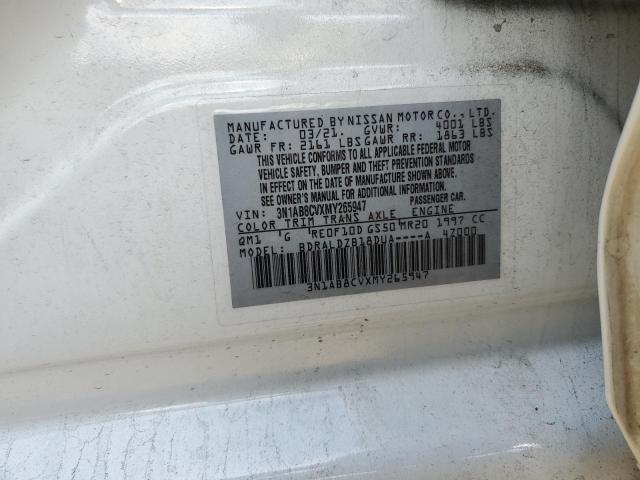 MANUFACTURED BY NISSAN MOTOR CO., LTD.
DATE: 03/21. GVWR: 4001 LBS
GAWR FR: 2161 LBS GAWR RR: 1863 LBS
THIS VEHICLE CONFORMS TO ALL APPLICABLE FEDERAL MOTOR
VEHICLE SAFETY, BUMPER AND THEFT PREVENTION STANDARDS
IN EFFECT ON THE DATE OF MANUFACTURE SHOWN ABOVE.
SEE OWNER'S MANUAL FOR ADDITIONAL INFORMATION.
VIN: 3N1AB8CVXMY265947 PASSENGER CAR
COLOR TRIM TRANS AXLE ENGINE
QM1 G RE0F10D GS50 MR20 1997 CC
MODEL: BDRALDZB18DUA----A 47000
3N1AB8CVXMY265947